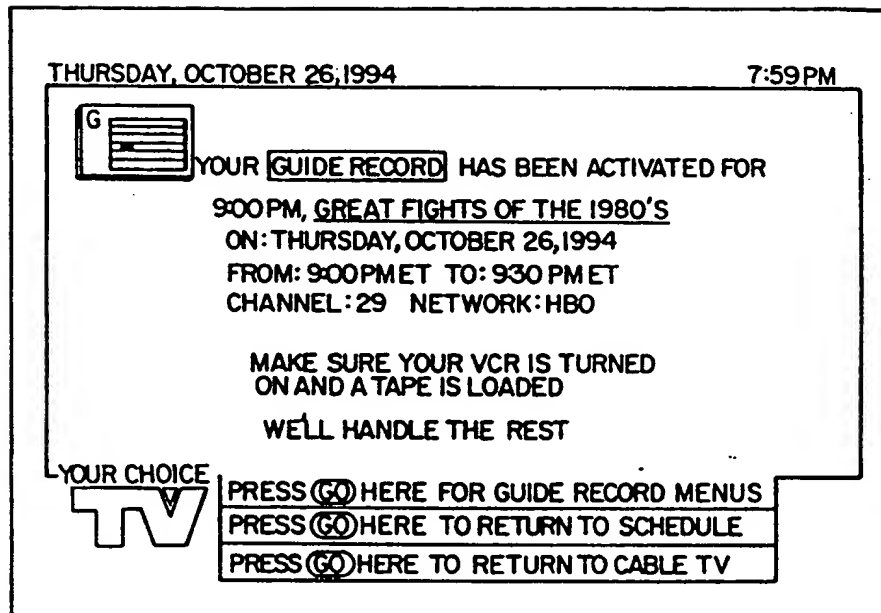 THURSDAY, OCTOBER 26, 1994 7:59 PM
G
YOUR GUIDE RECORD HAS BEEN ACTIVATED FOR
9:00 PM, GREAT FIGHTS OF THE 1980'S
ON: THURSDAY, OCTOBER 26, 1994
FROM: 9:00 PM ET TO: 9:30 PM ET
CHANNEL: 29 NETWORK: HBO
MAKE SURE YOUR VCR IS TURNED
ON AND A TAPE IS LOADED
WE'LL HANDLE THE REST
YOUR CHOICE
TV
PRESS GO HERE FOR GUIDE RECORD MENUS
PRESS GO HERE TO RETURN TO SCHEDULE
PRESS GO HERE TO RETURN TO CABLE TV